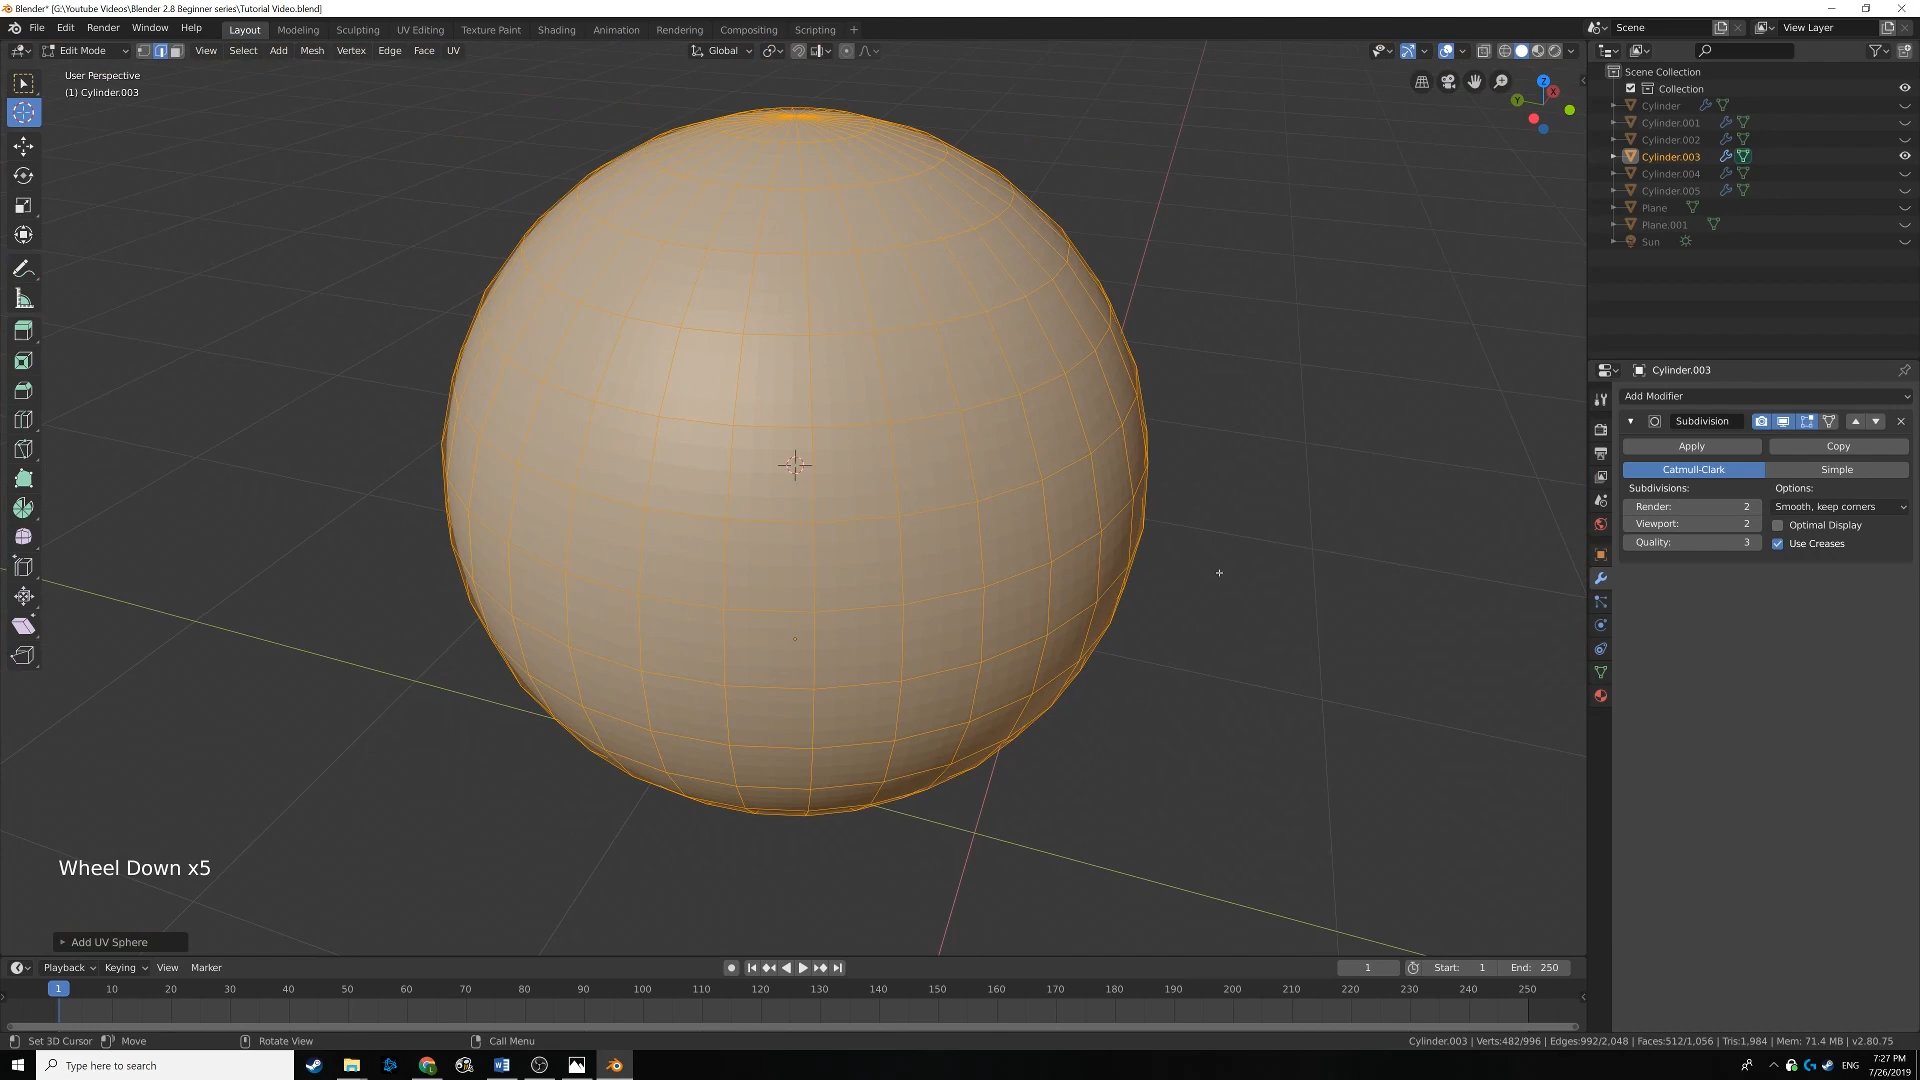 Blender* [G:\Youtube Videos\Blender 2.8 Beginner series\Tutorial Video.blend]
File Edit Render Window Help Layout Modeling Sculpting UV Editing Texture Paint Shading Animation Rendering Compositing Scripting + Scene View Layer
Edit Mode View Select Add Mesh Vertex Edge Face UV Global
User Perspective
(1) Cylinder.003
Z
X
Y
Scene Collection
Collection
Cylinder
Cylinder.001
Cylinder.002
Cylinder.003
Cylinder.004
Cylinder.005
Plane
Plane.001
Sun
Cylinder.003
Add Modifier
Subdivision
Apply Copy
Catmull-Clark Simple
Subdivisions: Options:
Render: 2 Smooth, keep corners
Viewport: 2 Optimal Display
Quality: 3 Use Creases
Wheel Down x5
Add UV Sphere
Playback Keying View Marker 1 Start: 1 End: 250
1 10 20 30 40 50 60 70 80 90 100 110 120 130 140 150 160 170 180 190 200 210 220 230 240 250
Set 3D Cursor Move Rotate View Call Menu Cylinder.003 | Verts:482/996 | Edges:992/2,048 | Faces:512/1,056 | Tris:1,984 | Mem: 71.4 MB | v2.80.75
Type here to search ENG 7:27 PM
7/26/2019